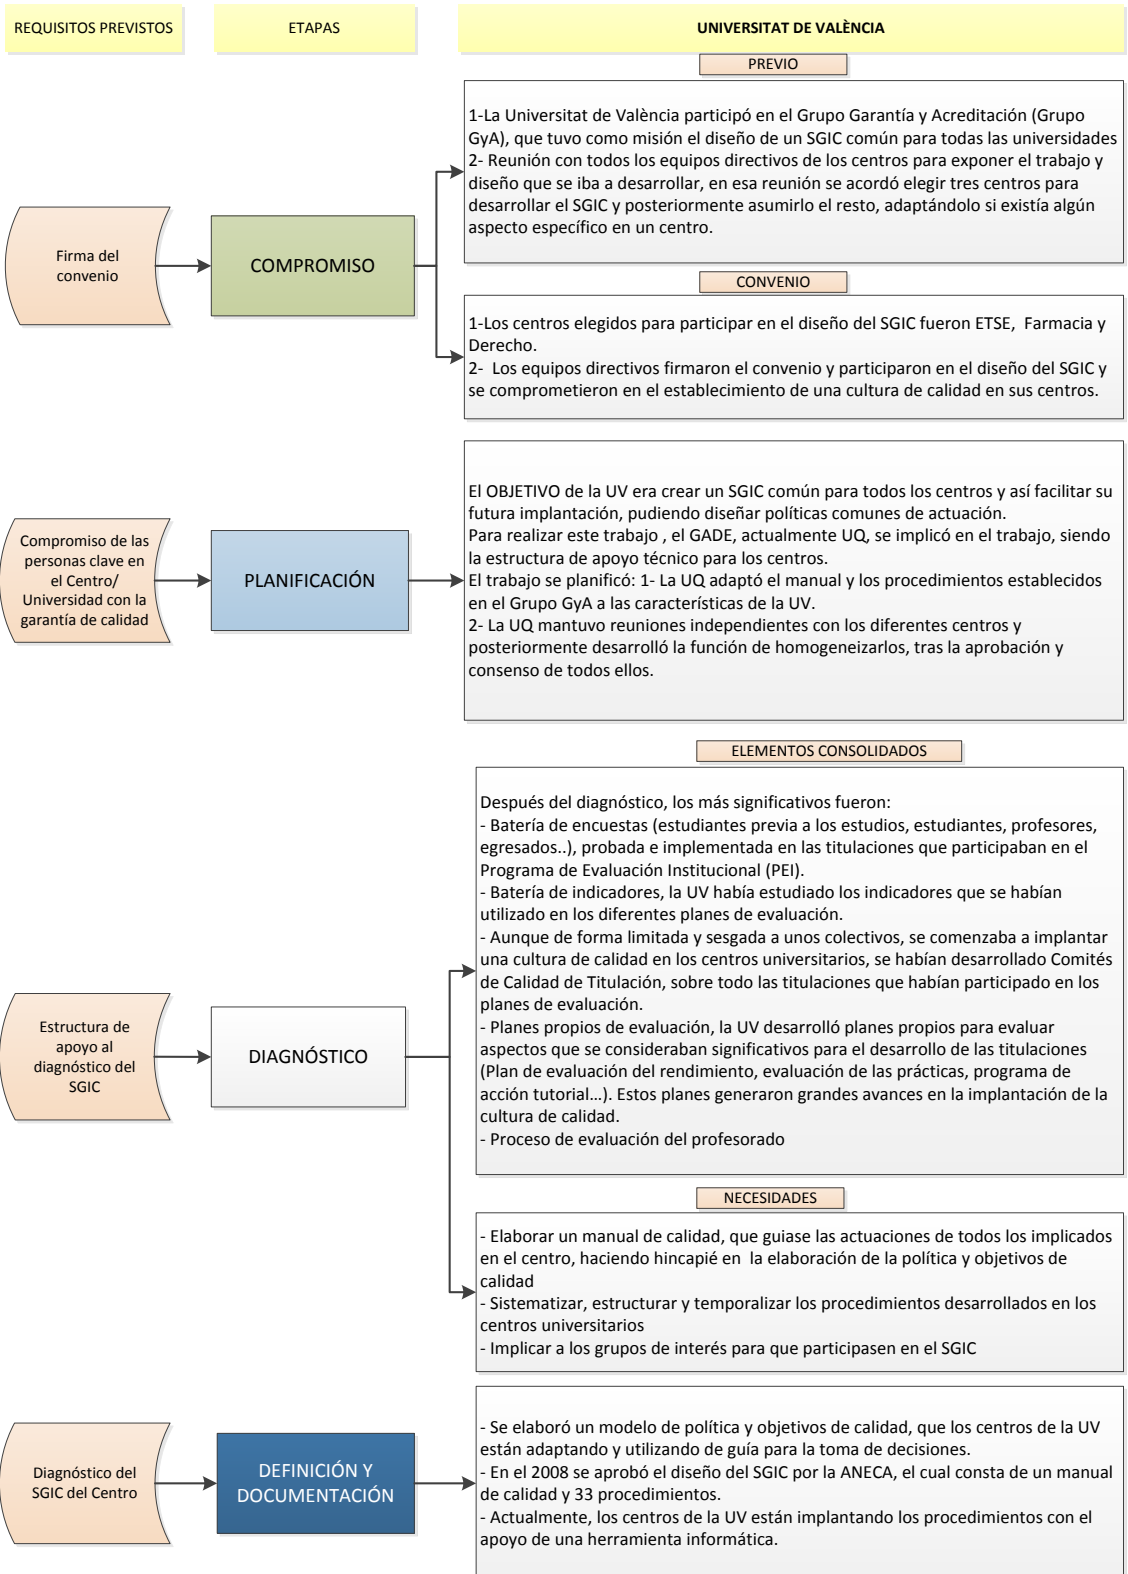 REQUISITOS PREVISTOS
ETAPAS
UNIVERSITAT DE VALÈNCIA
PREVIO
1-La Universitat de València participó en el Grupo Garantía y Acreditación (Grupo
GyA), que tuvo como misión el diseño de un SGIC común para todas las universidades
2- Reunión con todos los equipos directivos de los centros para exponer el trabajo y
diseño que se iba a desarrollar, en esa reunión se acordó elegir tres centros para
desarrollar el SGIC y posteriormente asumirlo el resto, adaptándolo si existía algún
aspecto específico en un centro.
Firma del
convenio
COMPROMISO
CONVENIO
1-Los centros elegidos para participar en el diseño del SGIC fueron ETSE,  Farmacia y
Derecho.
2-  Los equipos directivos firmaron el convenio y participaron en el diseño del SGIC y
se comprometieron en el establecimiento de una cultura de calidad en sus centros.
Compromiso de las
personas clave en
el Centro/
Universidad con la
garantía de calidad
PLANIFICACIÓN
El OBJETIVO de la UV era crear un SGIC común para todos los centros y así facilitar su
futura implantación, pudiendo diseñar políticas comunes de actuación.
Para realizar este trabajo , el GADE, actualmente UQ, se implicó en el trabajo, siendo
la estructura de apoyo técnico para los centros.
El trabajo se planificó: 1- La UQ adaptó el manual y los procedimientos establecidos
en el Grupo GyA a las características de la UV.
2- La UQ mantuvo reuniones independientes con los diferentes centros y
posteriormente desarrolló la función de homogeneizarlos, tras la aprobación y
consenso de todos ellos.
ELEMENTOS CONSOLIDADOS
Después del diagnóstico, los más significativos fueron:
- Batería de encuestas (estudiantes previa a los estudios, estudiantes, profesores,
egresados..), probada e implementada en las titulaciones que participaban en el
Programa de Evaluación Institucional (PEI).
- Batería de indicadores, la UV había estudiado los indicadores que se habían
utilizado en los diferentes planes de evaluación.
- Aunque de forma limitada y sesgada a unos colectivos, se comenzaba a implantar
una cultura de calidad en los centros universitarios, se habían desarrollado Comités
de Calidad de Titulación, sobre todo las titulaciones que habían participado en los
planes de evaluación.
- Planes propios de evaluación, la UV desarrolló planes propios para evaluar
aspectos que se consideraban significativos para el desarrollo de las titulaciones
(Plan de evaluación del rendimiento, evaluación de las prácticas, programa de
acción tutorial…). Estos planes generaron grandes avances en la implantación de la
cultura de calidad.
- Proceso de evaluación del profesorado
Estructura de
apoyo al
diagnóstico del
SGIC
DIAGNÓSTICO
NECESIDADES
- Elaborar un manual de calidad, que guiase las actuaciones de todos los implicados
en el centro, haciendo hincapié en  la elaboración de la política y objetivos de
calidad
- Sistematizar, estructurar y temporalizar los procedimientos desarrollados en los
centros universitarios
- Implicar a los grupos de interés para que participasen en el SGIC
Diagnóstico del
SGIC del Centro
DEFINICIÓN Y
DOCUMENTACIÓN
- Se elaboró un modelo de política y objetivos de calidad, que los centros de la UV
están adaptando y utilizando de guía para la toma de decisiones.
- En el 2008 se aprobó el diseño del SGIC por la ANECA, el cual consta de un manual
de calidad y 33 procedimientos.
- Actualmente, los centros de la UV están implantando los procedimientos con el
apoyo de una herramienta informática.